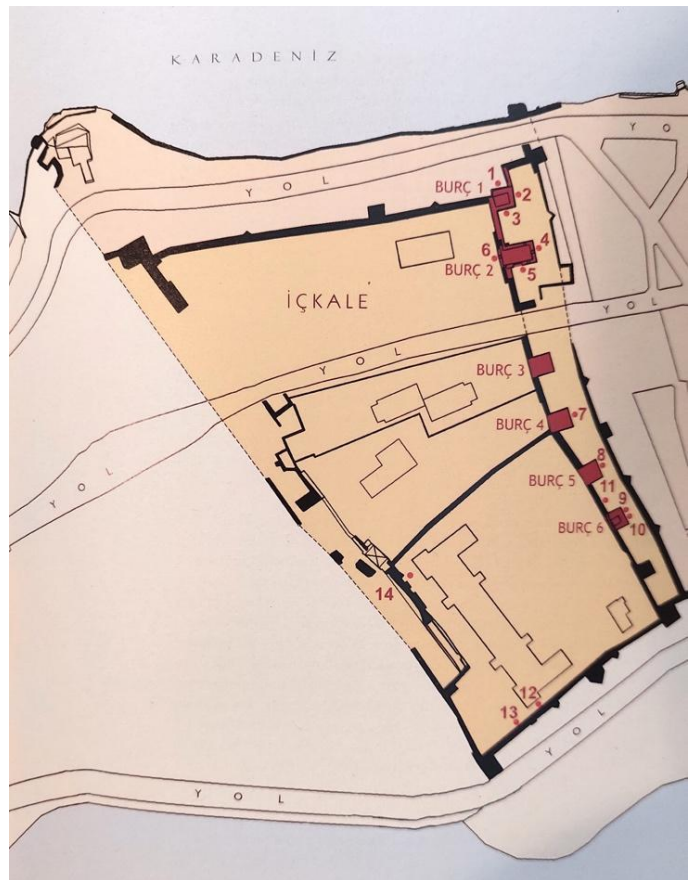 KARADENİZ
YO
YOL
1
BURÇ 1
2
3
6
4
BURÇ 2
5
İÇKALE
YOL
YOL
BURÇ 3
BURÇ 4
7
YOL
BURÇ 5
8
11
9
BURÇ 6
10
14
12
13
YOL
YOL